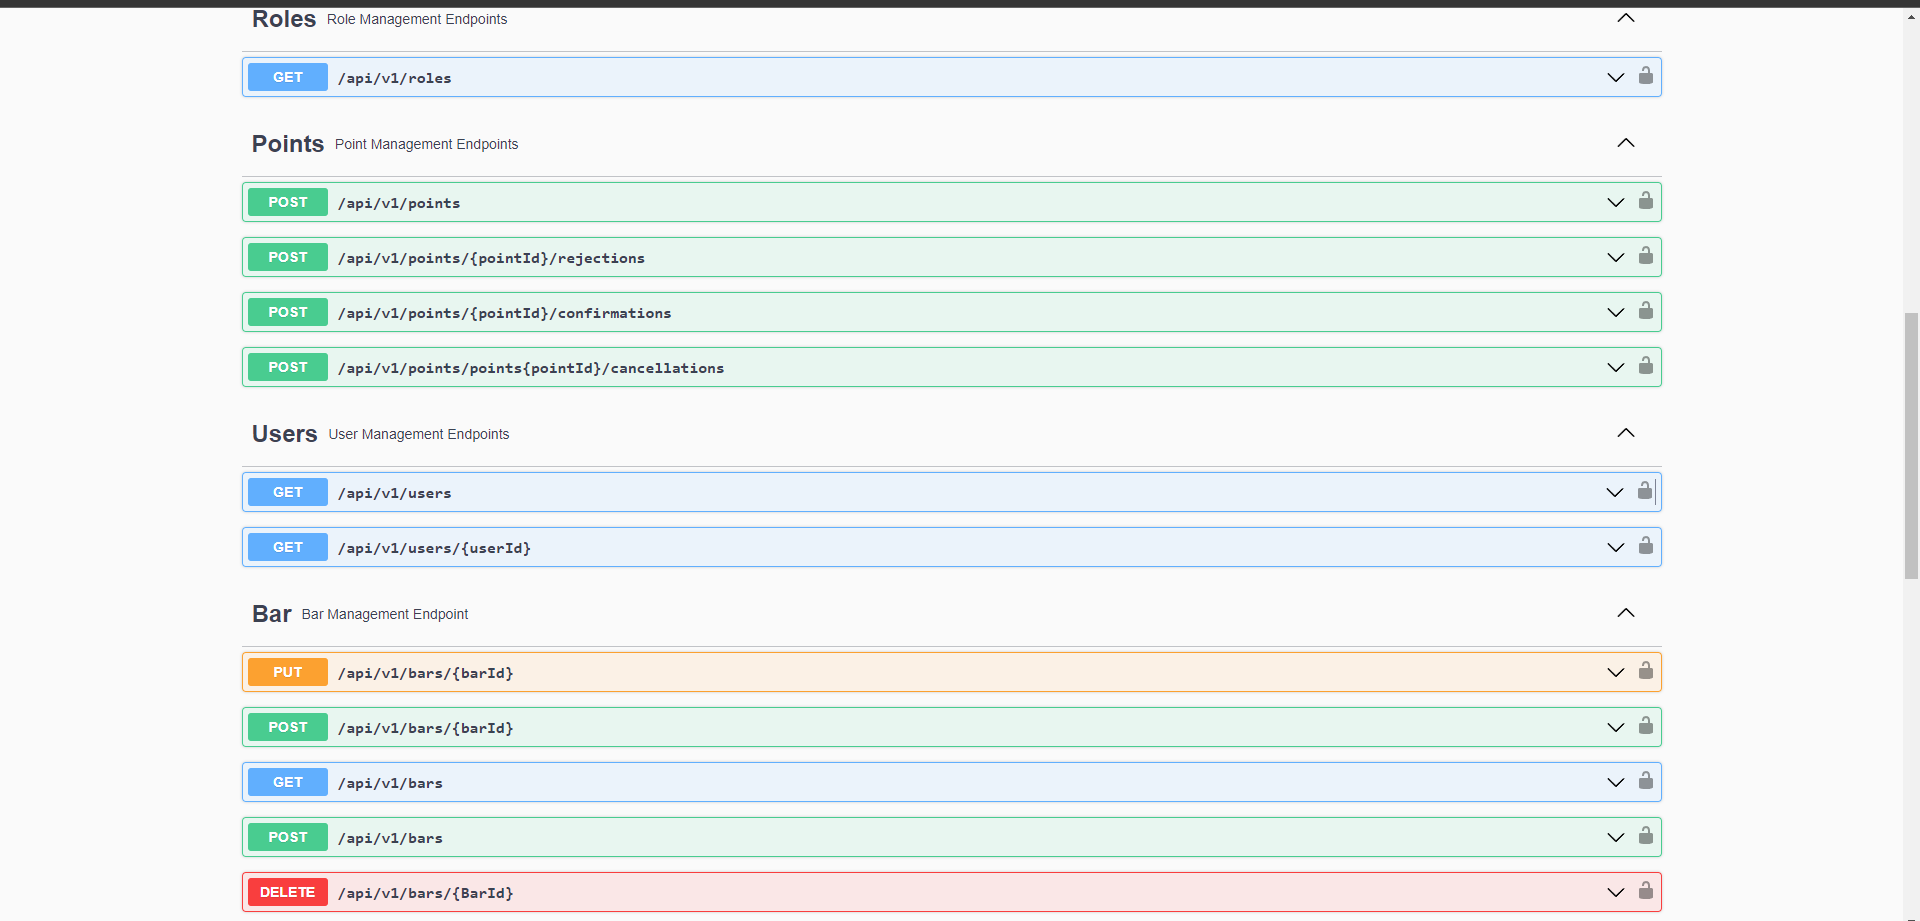 Roles Role Management Endpoints
GET /api/v1/roles
Points Point Management Endpoints
POST /api/v1/points
POST /api/v1/points/{pointId}/rejections
POST /api/v1/points/{pointId}/confirmations
POST /api/v1/points/points{pointId}/cancellations
Users User Management Endpoints
GET /api/v1/users
GET /api/v1/users/{userId}
Bar Bar Management Endpoint
PUT /api/v1/bars/{barId}
POST /api/v1/bars/{barId}
GET /api/v1/bars
POST /api/v1/bars
DELETE /api/v1/bars/{BarId}